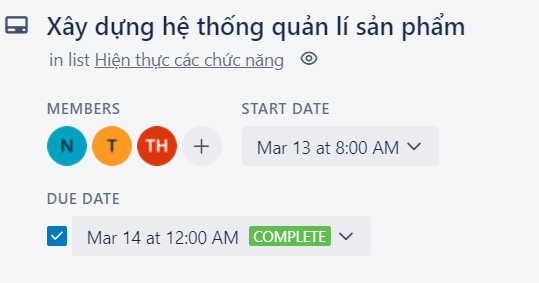 Xây dựng hệ thống quản lí sản phẩm
in list Hiện thực các chức năng
MEMBERS
START DATE
N T TH +
Mar 13 at 8:00 AM
DUE DATE
Mar 14 at 12:00 AM COMPLETE